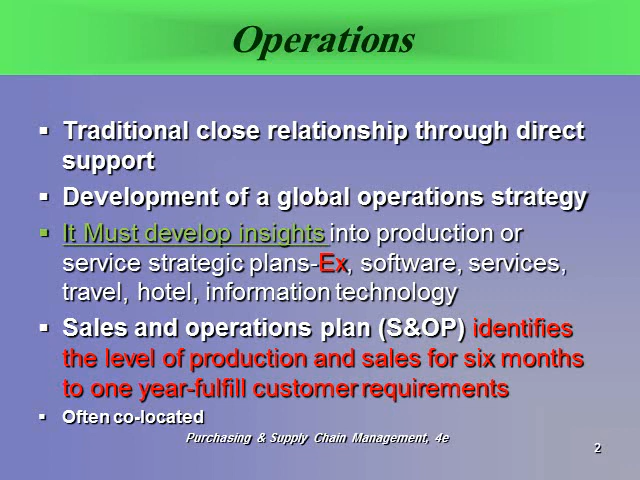 Operations
▪ Traditional close relationship through direct
support
▪ Development of a global operations strategy
▪ It Must develop insights into production or
service strategic plans-Ex, software, services,
travel, hotel, information technology
▪ Sales and operations plan (S&OP) identifies
the level of production and sales for six months
to one year-fulfill customer requirements
▪ Often co-located
Purchasing & Supply Chain Management, 4e
2